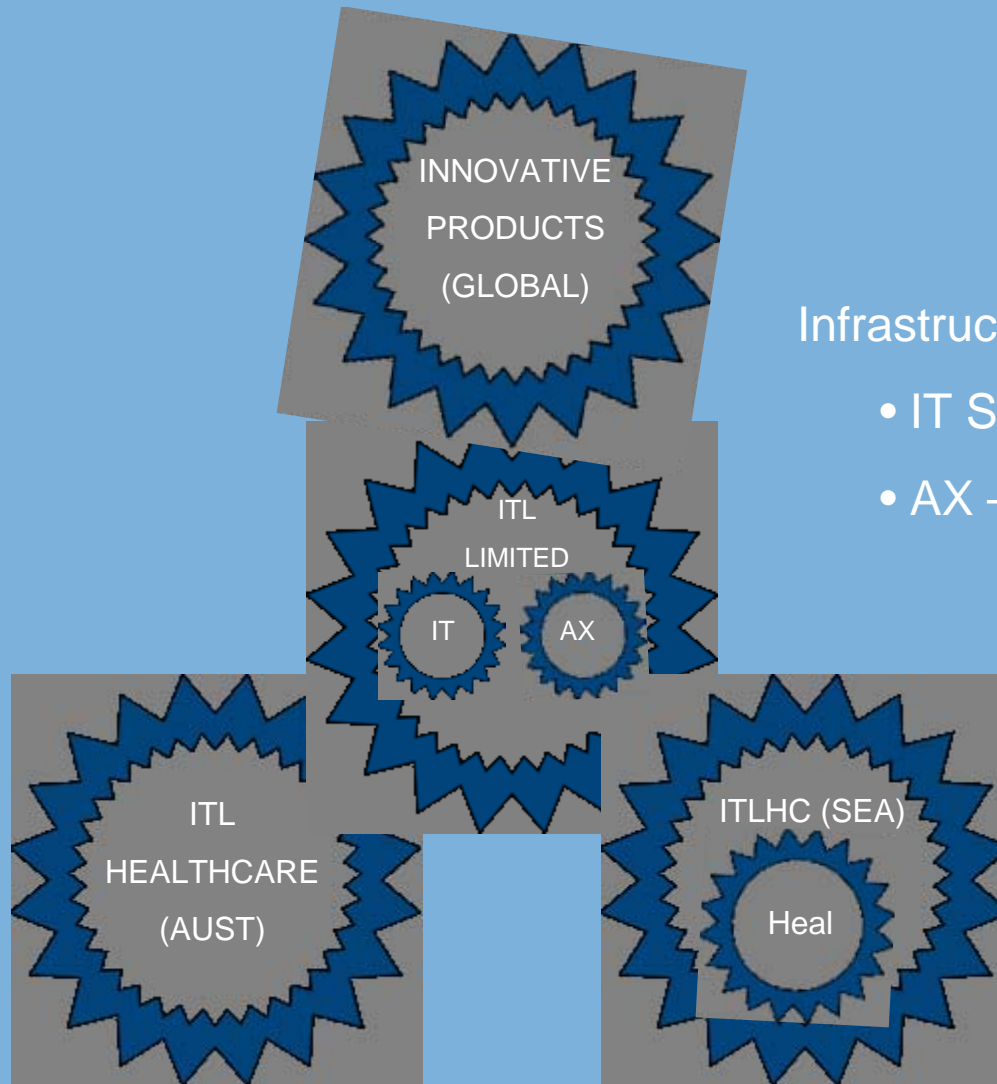 INNOVATIVE
PRODUCTS
(GLOBAL)
Infrastruc
• IT S
• AX -
ITL
LIMITED
IT
AX
ITL
HEALTHCARE
(AUST)
ITLHC (SEA)
Heal